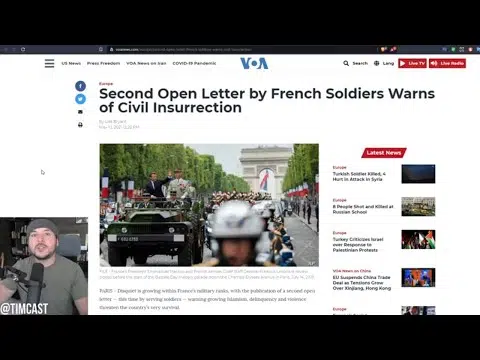 US News Press Freedom VOA News on Iran COVID-19 Pandemic VOA Search Lang Live TV Live Radio
Europe
Second Open Letter by French Soldiers Warns
of Civil Insurrection
AP
PARIS - Disquiet is growing within France's military ranks, with the publication of a second open
letter — this time by serving soldiers — warning growing Islamism, delinquency and violence
threaten the country's very survival.
Latest News
Europe
Turkish Soldier Killed, 4
Hurt in Attack in Syria
Europe
8 People Shot and Killed at
Russian School
Europe
Turkey Criticizes Israel
over Response to
Palestinian Protests
VOA News on China
EU Suspends China Trade
Deal as Tensions Grow
Over Xinjiang, Hong Kong
Europe
@TIMCAST